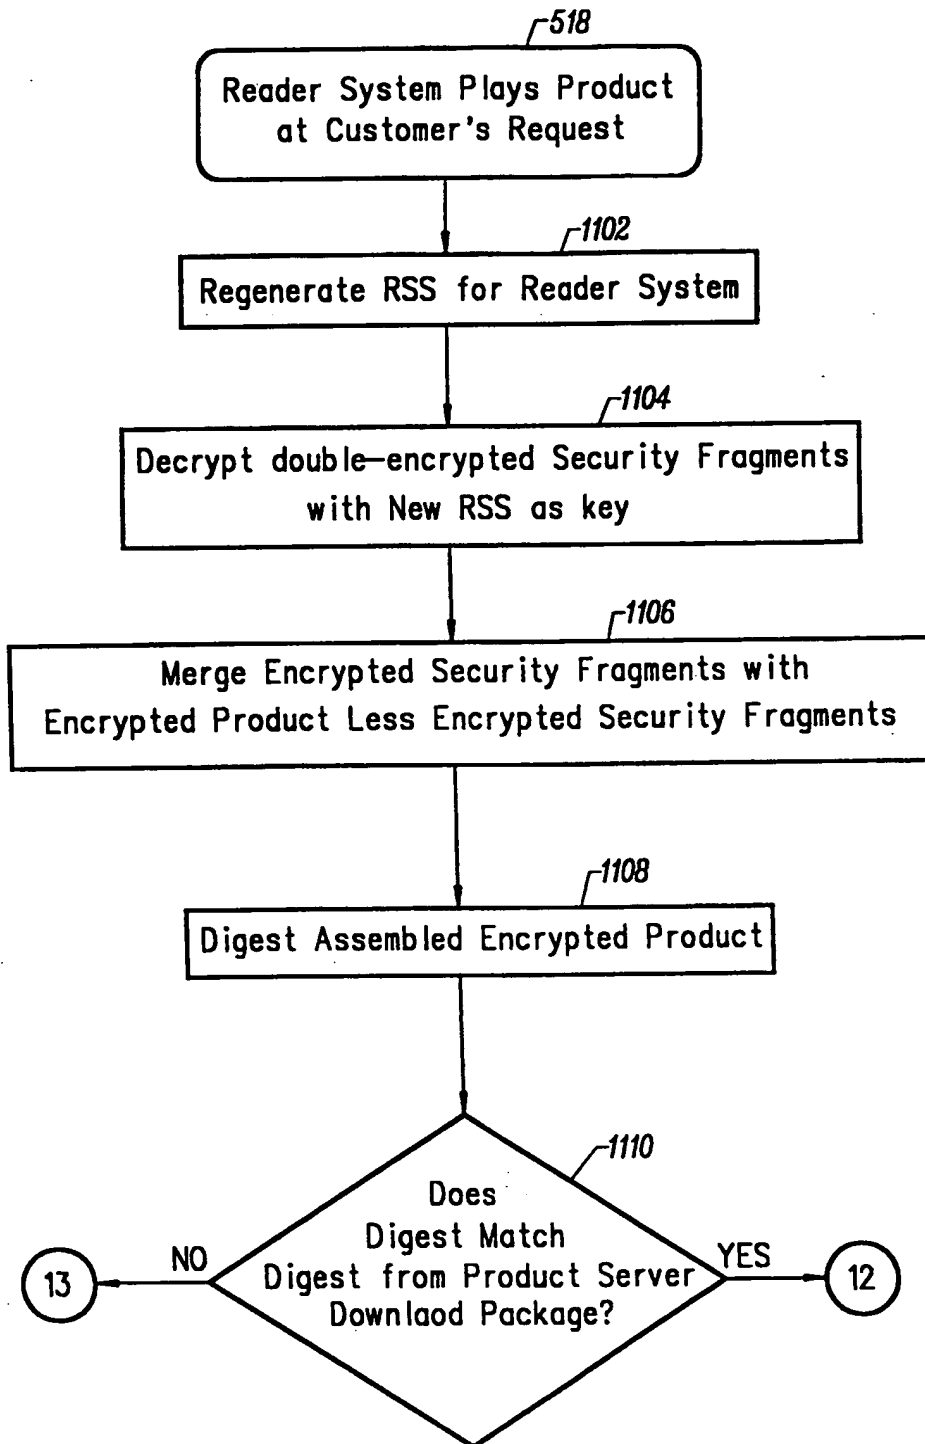 518
Reader System Plays Product
at Customer's Request
1102
Regenerate RSS for Reader System
1104
Decrypt double-encrypted Security Fragments
with New RSS as key
1106
Merge Encrypted Security Fragments with
Encrypted Product Less Encrypted Security Fragments
1108
Digest Assembled Encrypted Product
1110
Does
Digest Match
Digest from Product Server
Downlaod Package?
NO
YES
13
12